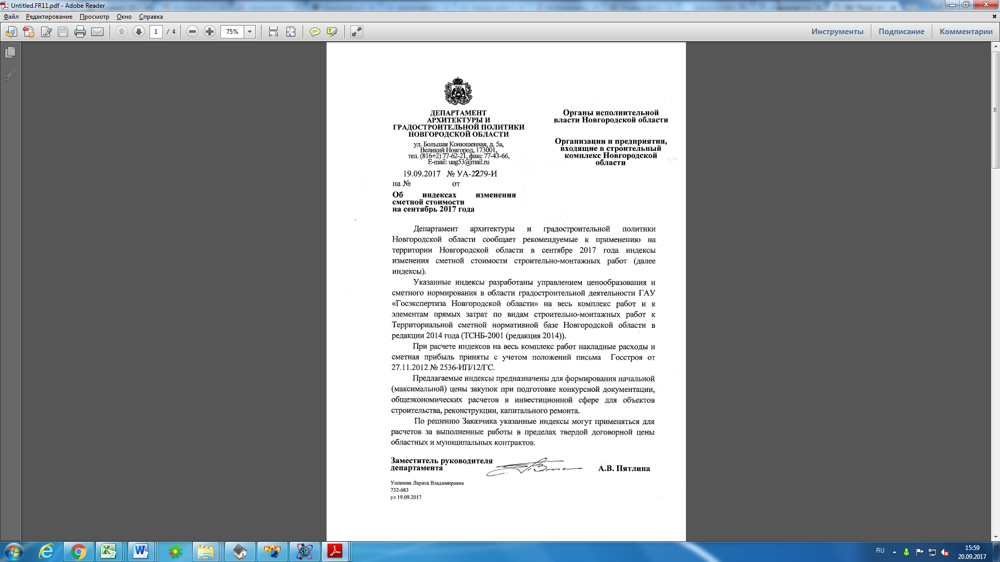 Untitled.FR11.pdf - Adobe Reader
Файл Редактирование Просмотр Окно Справка
1 / 4 75% Инструменты Подписание Комментарии
ДЕПАРТАМЕНТ
АРХИТЕКТУРЫ И
ГРАДОСТРОИТЕЛЬНОЙ ПОЛИТИКИ
НОВГОРОДСКОЙ ОБЛАСТИ
ул. Большая Конюшенная, д. 5а,
Великий Новгород, 173001,
тел. (816+2) 77-62-21, факс 77-43-66,
E-mail: uag53@mail.ru
19.09.2017 № УА-2279-И
на № от
Об индексах изменения
сметной стоимости
на сентябрь 2017 года
Органы исполнительной
власти Новгородской области
Организации и предприятия,
входящие в строительный
комплекс Новгородской
области
Департамент архитектуры и градостроительной политики
Новгородской области сообщает рекомендуемые к применению на
территории Новгородской области в сентябре 2017 года индексы
изменения сметной стоимости строительно-монтажных работ (далее
индексы).
Указанные индексы разработаны управлением ценообразования и
сметного нормирования в области градостроительной деятельности ГАУ
«Госэкспертиза Новгородской области» на весь комплекс работ и к
элементам прямых затрат по видам строительно-монтажных работ к
Территориальной сметной нормативной базе Новгородской области в
редакции 2014 года (ТСНБ-2001 (редакция 2014)).
При расчете индексов на весь комплекс работ накладные расходы и
сметная прибыль приняты с учетом положений письма Госстроя от
27.11.2012 № 2536-ИП/12/ГС.
Предлагаемые индексы предназначены для формирования начальной
(максимальной) цены закупок при подготовке конкурсной документации,
общеэкономических расчетов в инвестиционной сфере для объектов
строительства, реконструкции, капитального ремонта.
По решению Заказчика указанные индексы могут применяться для
расчетов за выполненные работы в пределах твердой договорной цены
областных и муниципальных контрактов.
Заместитель руководителя
департамента А.В. Пятлина
Ушанова Лариса Владимировна
732-683
ул 19.09.2017
RU 15:59
20.09.2017